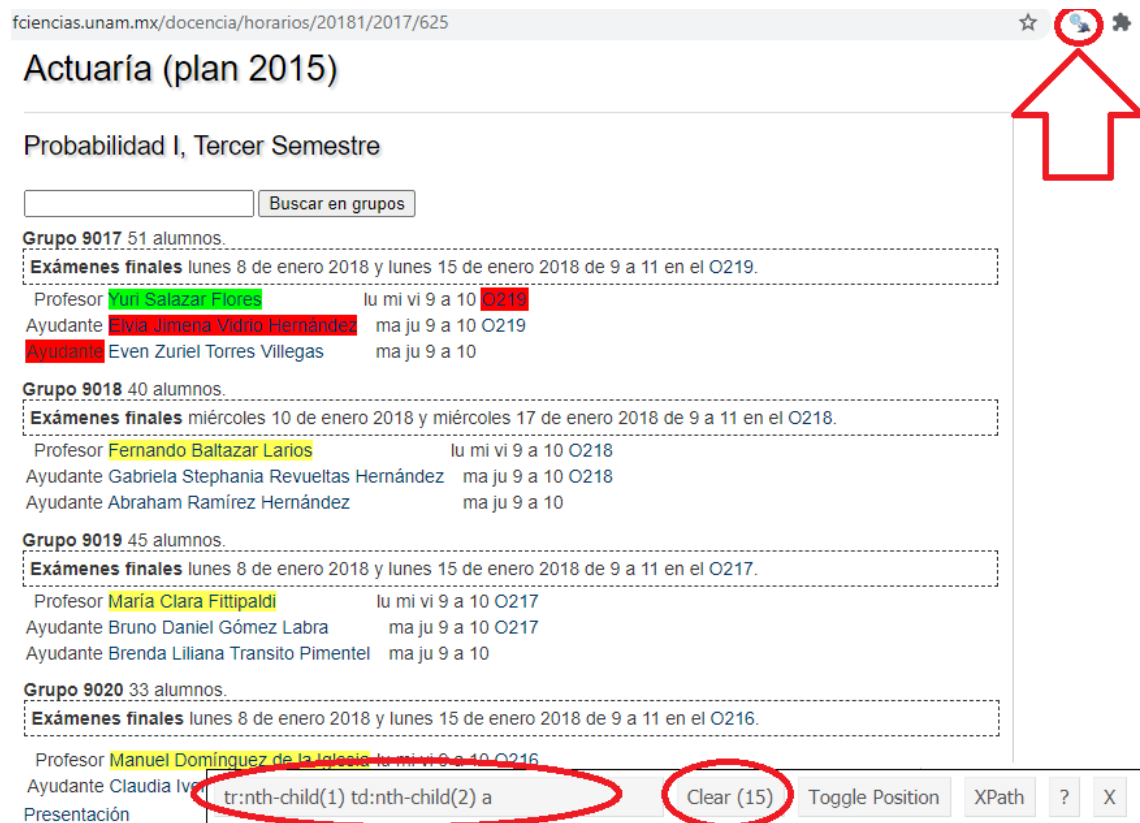 fciencias.unam.mx/docencia/horarios/20181/2017/625
Actuaría (plan 2015)
Probabilidad I, Tercer Semestre
Buscar en grupos
Grupo 9017 51 alumnos.
Exámenes finales lunes 8 de enero 2018 y lunes 15 de enero 2018 de 9 a 11 en el O219.
Profesor Yuri Salazar Flores lu mi vi 9 a 10 O219
Ayudante Elvia Jimena Vidrio Hernández ma ju 9 a 10 O219
Ayudante Even Zuriel Torres Villegas ma ju 9 a 10
Grupo 9018 40 alumnos.
Exámenes finales miércoles 10 de enero 2018 y miércoles 17 de enero 2018 de 9 a 11 en el O218.
Profesor Fernando Baltazar Larios lu mi vi 9 a 10 O218
Ayudante Gabriela Stephania Revueltas Hernández ma ju 9 a 10 O218
Ayudante Abraham Ramírez Hernández ma ju 9 a 10
Grupo 9019 45 alumnos.
Exámenes finales lunes 8 de enero 2018 y lunes 15 de enero 2018 de 9 a 11 en el O217.
Profesor María Clara Fittipaldi lu mi vi 9 a 10 O217
Ayudante Bruno Daniel Gómez Labra ma ju 9 a 10 O217
Ayudante Brenda Liliana Transito Pimentel ma ju 9 a 10
Grupo 9020 33 alumnos.
Exámenes finales lunes 8 de enero 2018 y lunes 15 de enero 2018 de 9 a 11 en el O216.
Profesor Manuel Domínguez de la Iglesia lu mi vi 9 a 10 O216
Ayudante Claudia
Presentación
tr:nth-child(1) td:nth-child(2) a Clear (15) Toggle Position XPath ? X